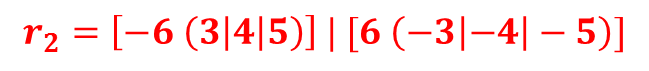 r₂ = [−6 (3|4|5)] | [6 (−3|−4| − 5)]